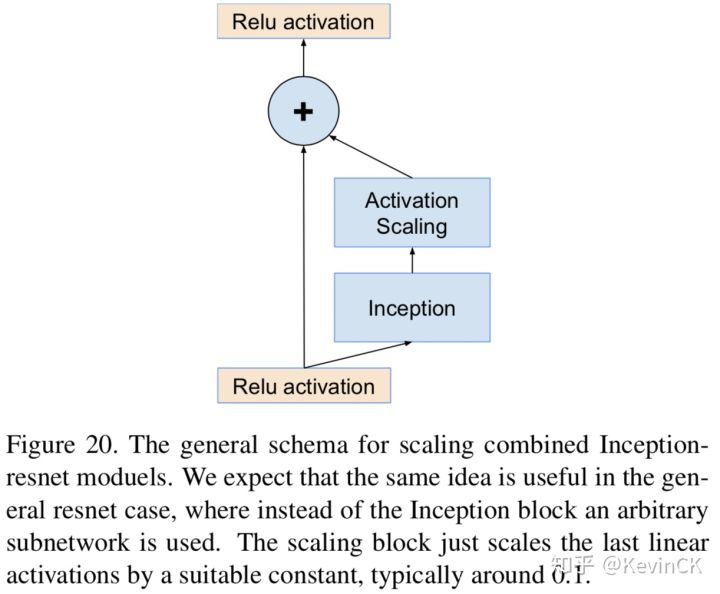 Relu activation
+
Activation
Scaling
Inception
Relu activation
Figure 20. The general schema for scaling combined Inception-
resnet moduels. We expect that the same idea is useful in the gen-
eral resnet case, where instead of the Inception block an arbitrary
subnetwork is used. The scaling block just scales the last linear
activations by a suitable constant, typically around 0.1.
知乎 @KevinCK